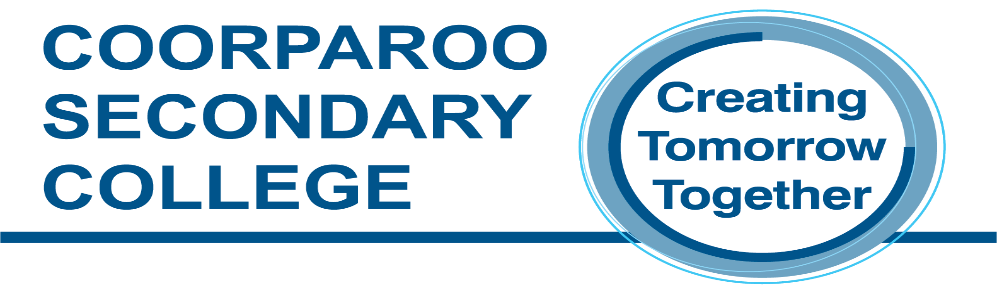 COORPAROO
SECONDARY
COLLEGE
Creating
Tomorrow
Together